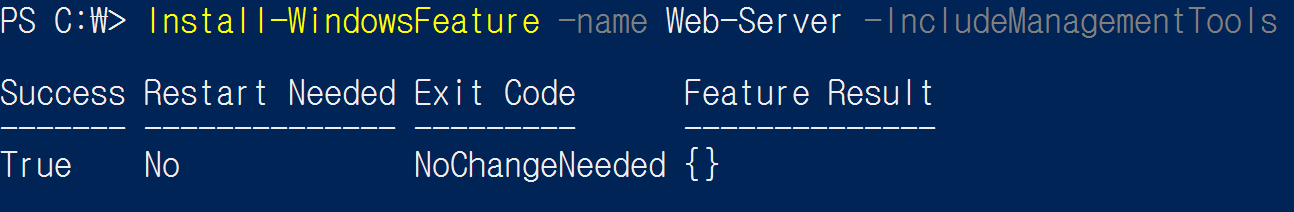 PS C:₩> Install-WindowsFeature -name Web-Server -IncludeManagementTools
Success Restart Needed Exit Code      Feature Result
------- -------------- ---------      --------------
True    No             NoChangeNeeded {}